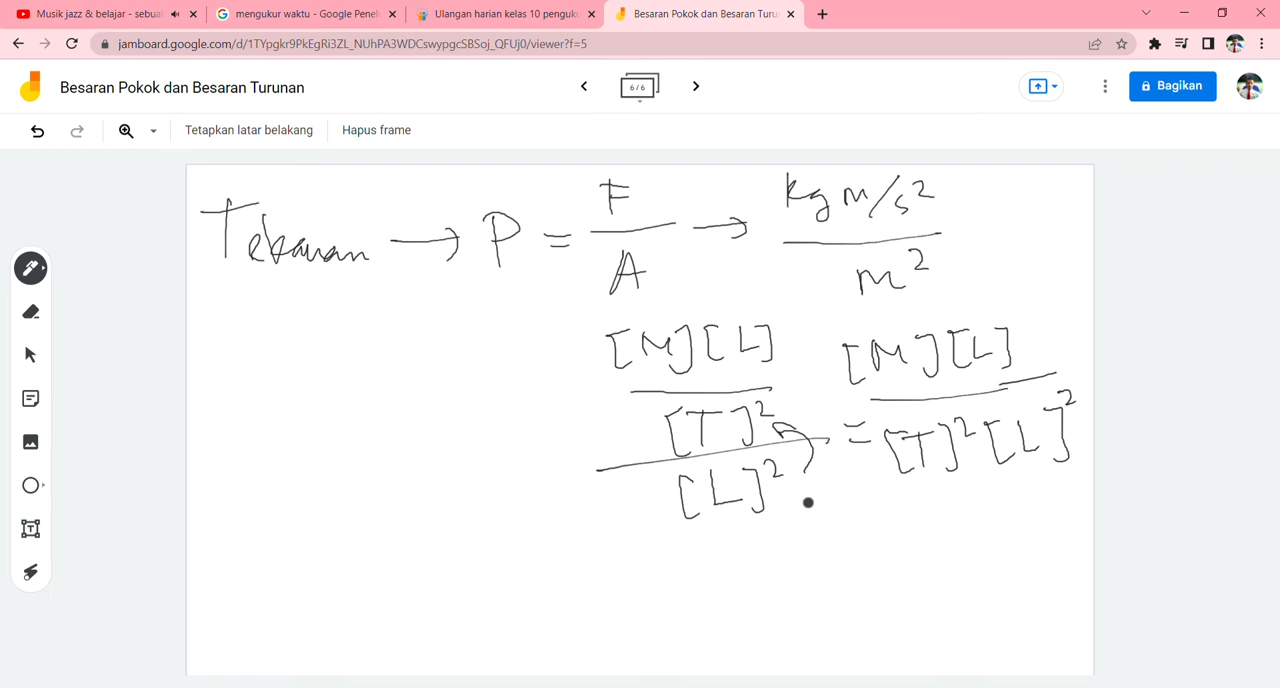 Musik jazz & belajar - sebua
mengukur waktu - Google Penel
Ulangan harian kelas 10 penguku
Besaran Pokok dan Besaran Turun
jamboard.google.com/d/1TYpgkr9PkEgRi3ZL_NUhPA3WDCswypgcSBSoj_QFUj0/viewer?f=5
Besaran Pokok dan Besaran Turunan
6 / 6
Bagikan
Tetapkan latar belakang
Hapus frame
Tekanan → P = F / A → kg m/s² / m²
[M][L] / [T]² / [L]² = [M][L] / [T]² [L]²